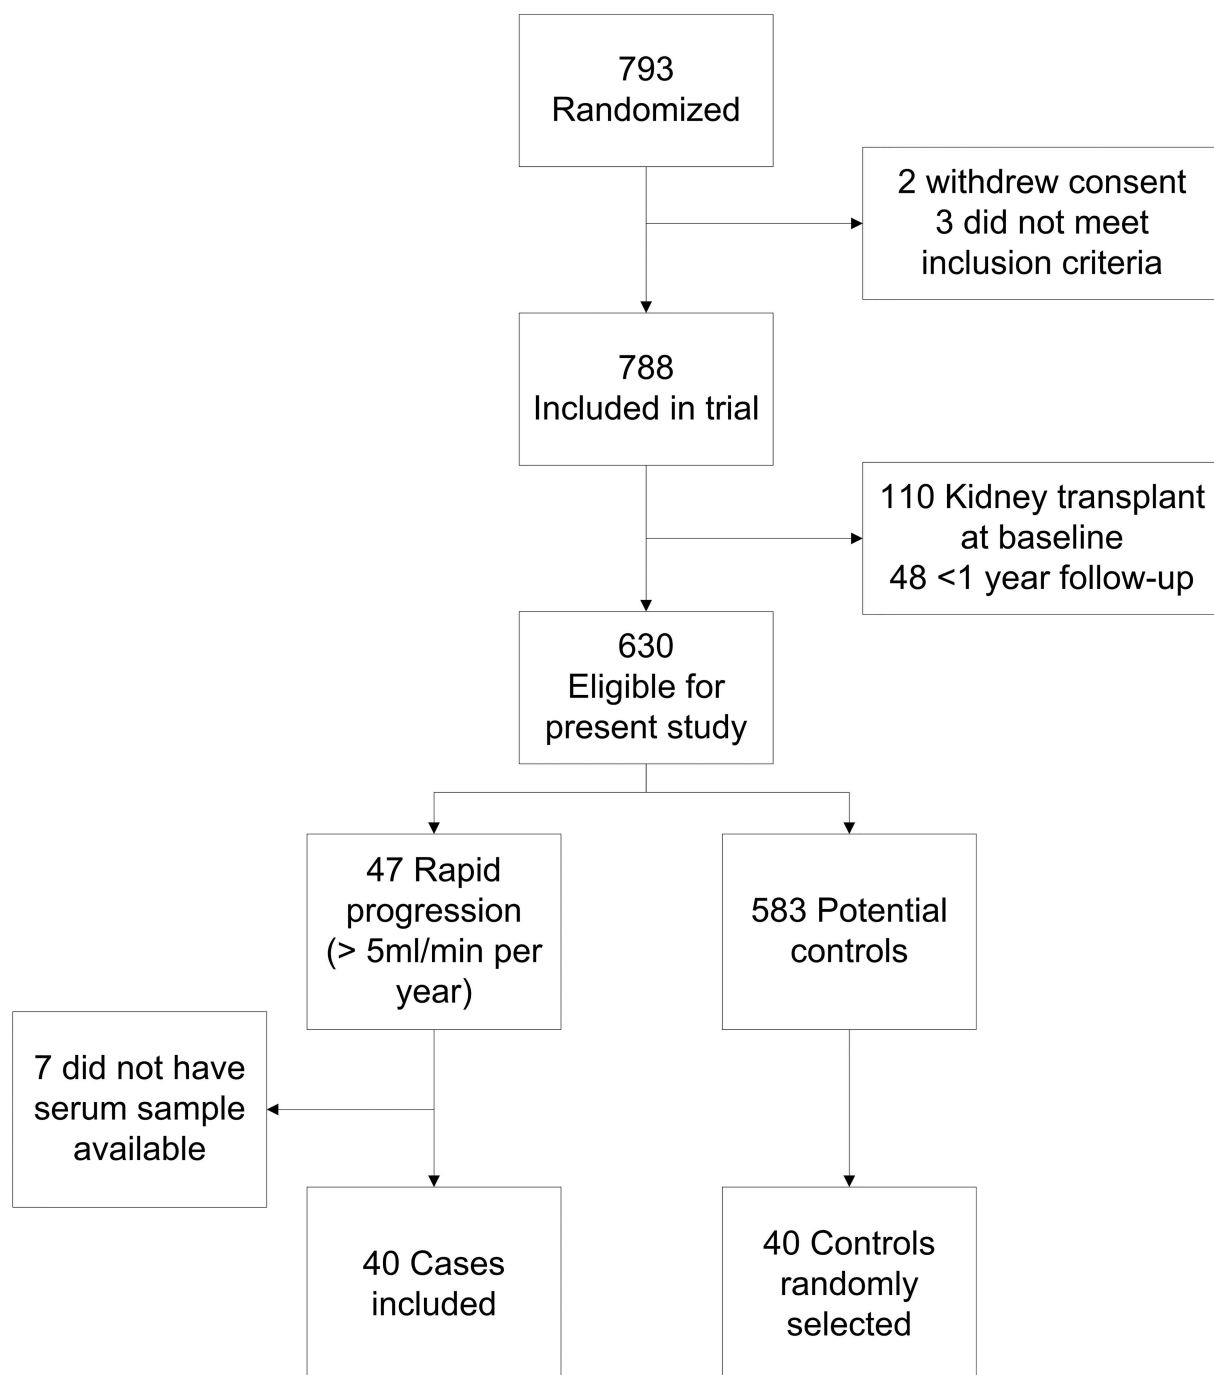 793
Randomized
2 withdrew consent
3 did not meet
inclusion criteria
788
Included in trial
110 Kidney transplant
at baseline
48 <1 year follow-up
630
Eligible for
present study
47 Rapid
progression
(> 5ml/min per
year)
583 Potential
controls
7 did not have
serum sample
available
40 Cases
included
40 Controls
randomly
selected